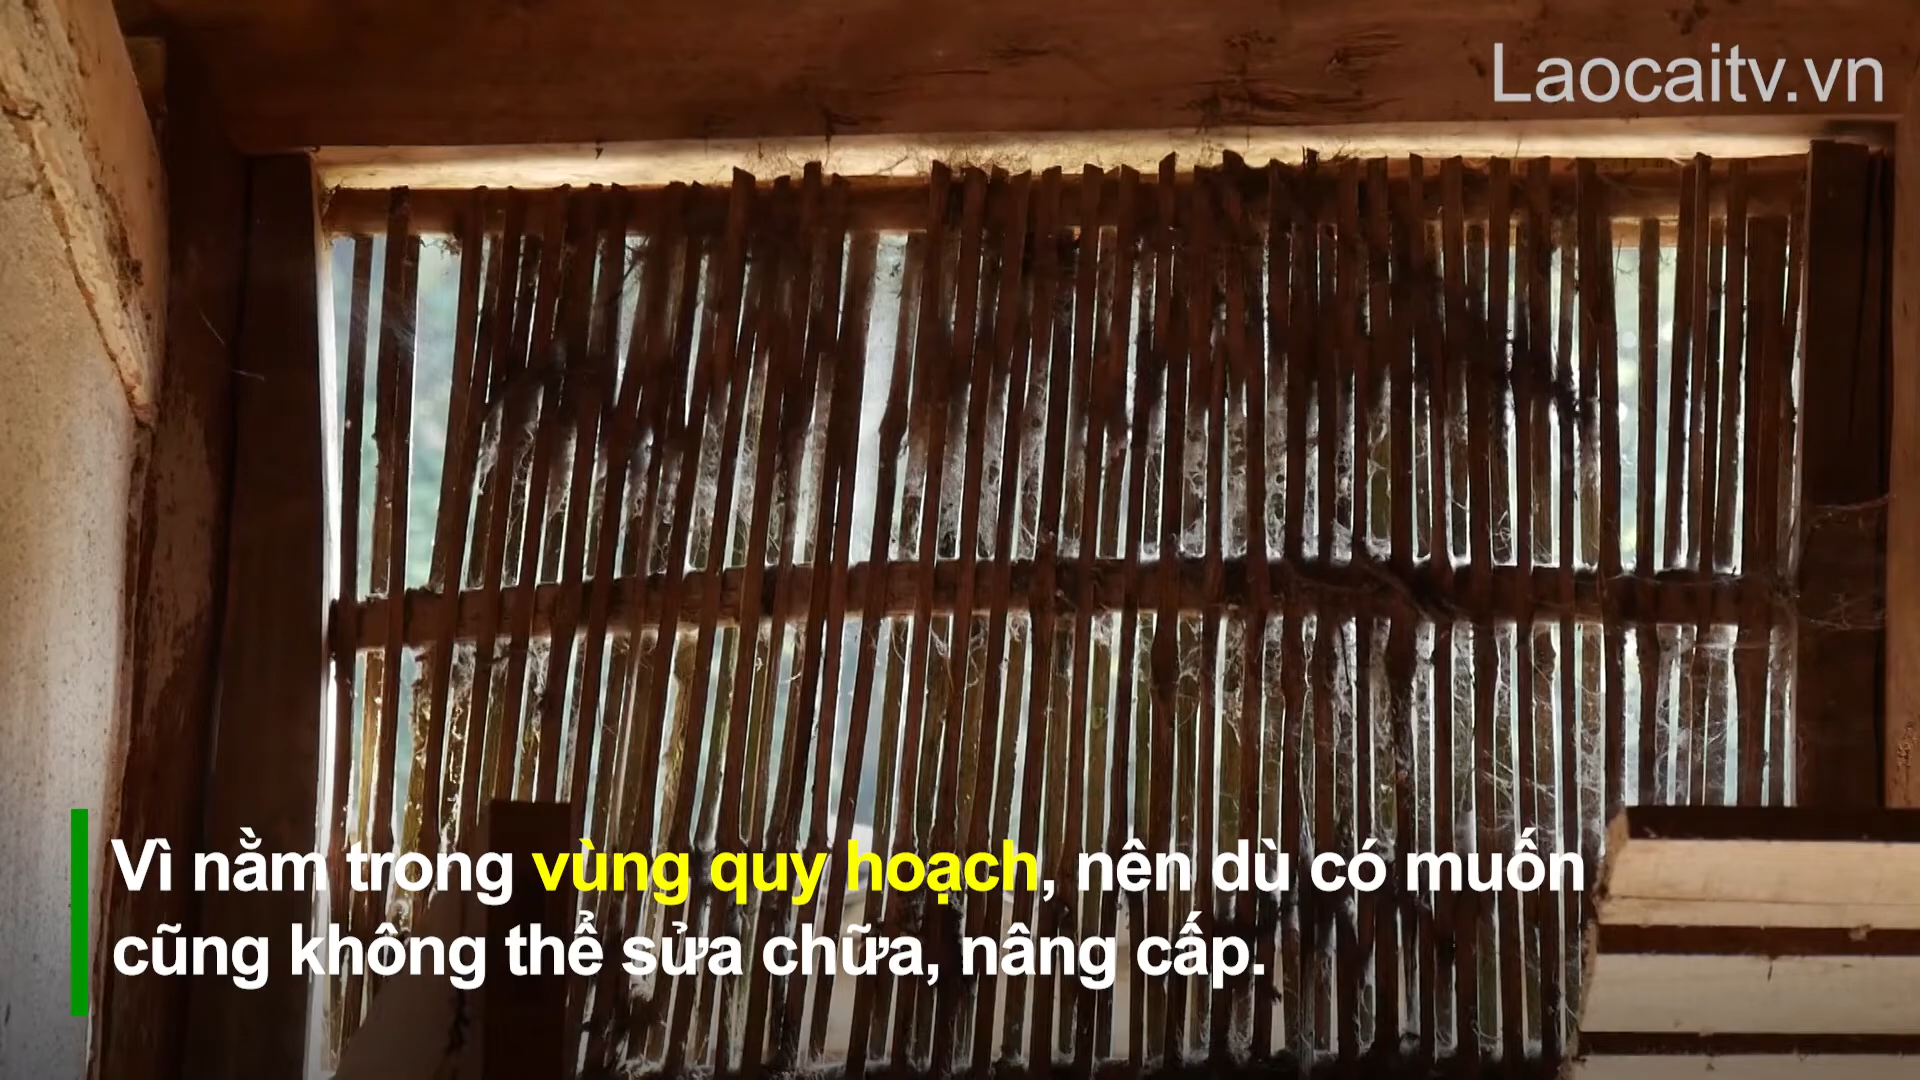 Laocaitv.vn
Vì nằm trong vùng quy hoạch, nên dù có muốn
cũng không thể sửa chữa, nâng cấp.